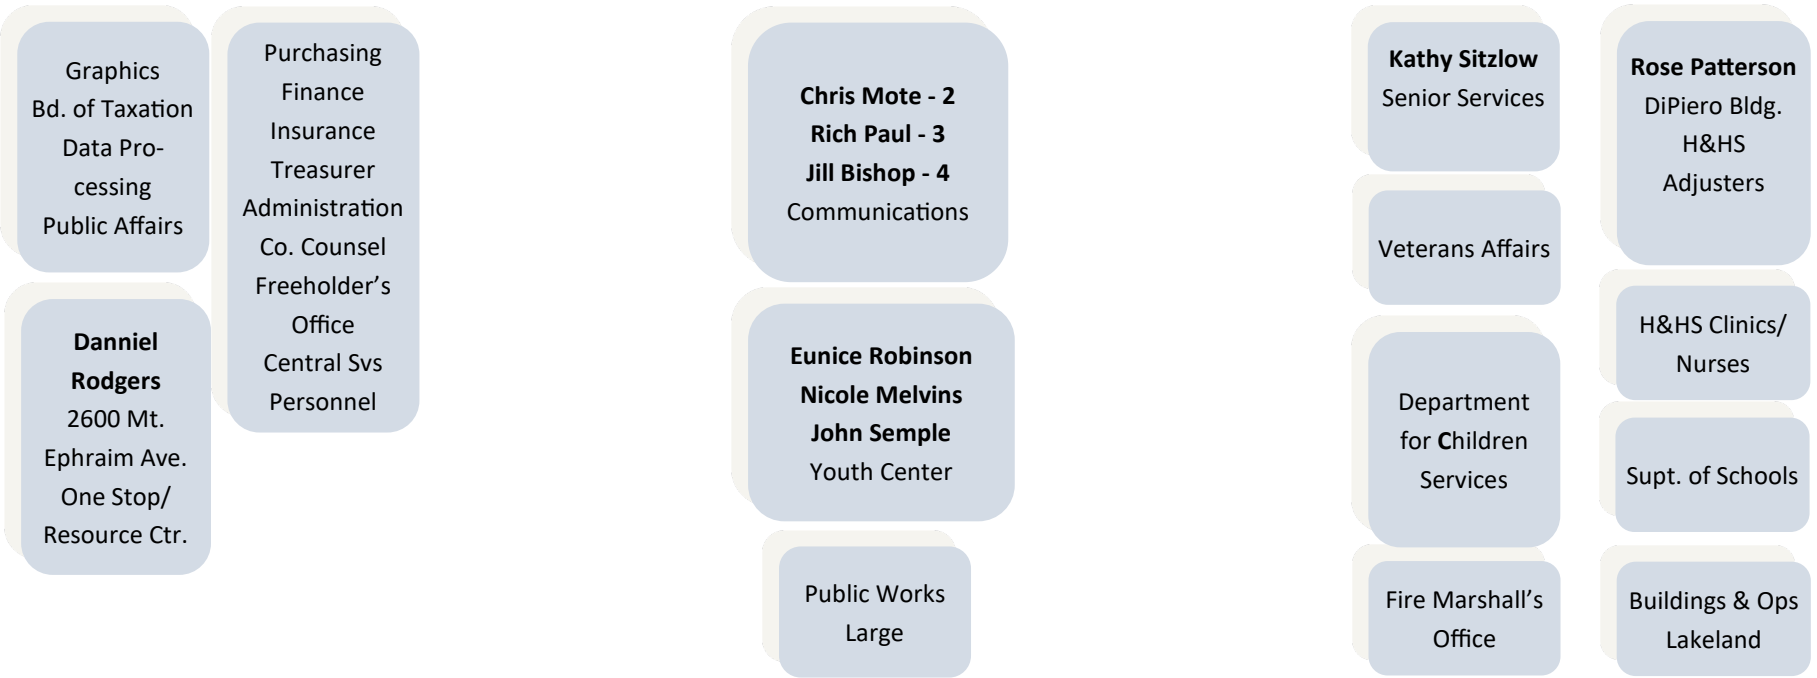 Graphics
Bd. of Taxation
Data Pro-
cessing
Public Affairs
Danniel
Rodgers
2600 Mt.
Ephraim Ave.
One Stop/
Resource Ctr.
Purchasing
Finance
Insurance
Treasurer
Administration
Co. Counsel
Freeholder’s
Office
Central Svs
Personnel
Chris Mote - 2
Rich Paul - 3
Jill Bishop - 4
Communications
Eunice Robinson
Nicole Melvins
John Semple
Youth Center
Public Works
Large
Kathy Sitzlow
Senior Services
Veterans Affairs
Department
for Children
Services
Fire Marshall’s
Office
Rose Patterson
DiPiero Bldg.
H&HS
Adjusters
H&HS Clinics/
Nurses
Supt. of Schools
Buildings & Ops
Lakeland